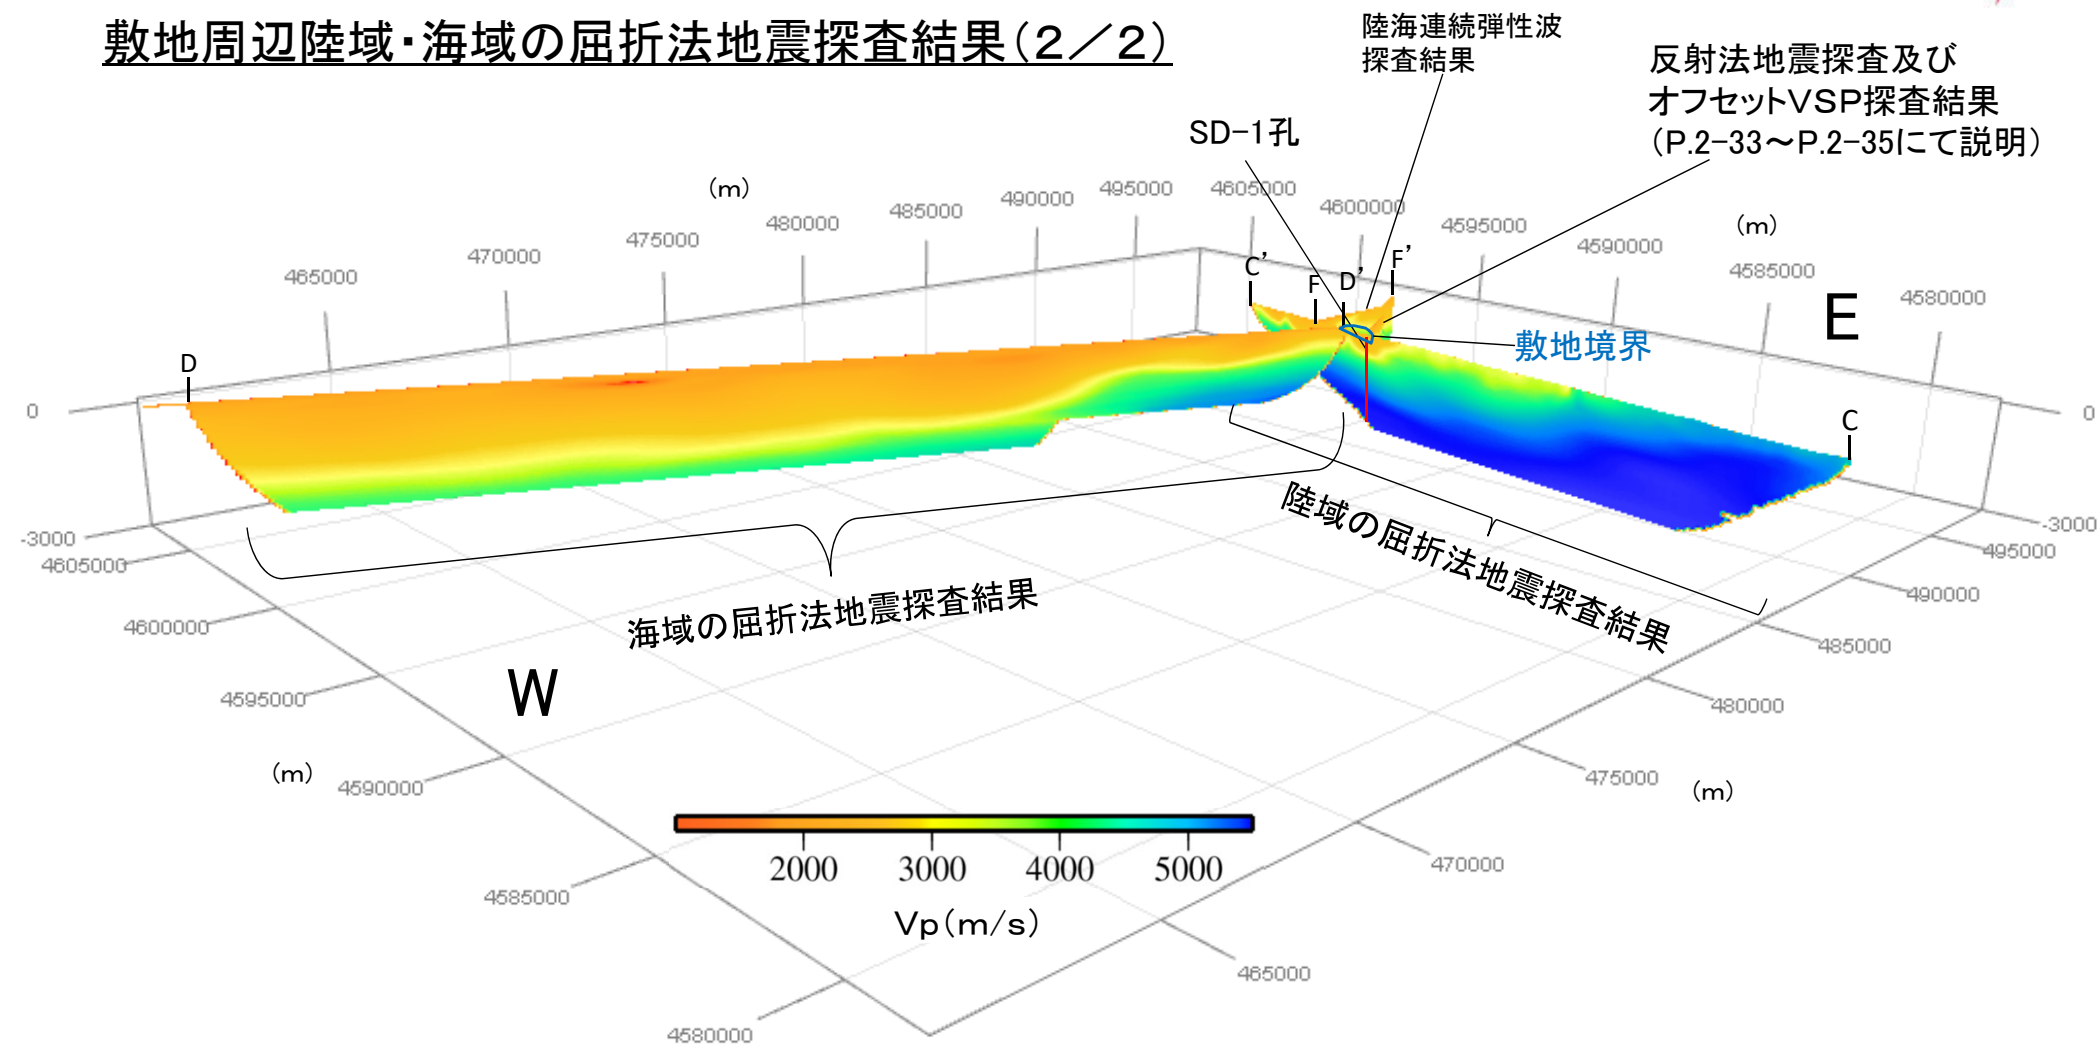 敷地周辺陸域・海域の屈折法地震探査結果（２／２）
陸海連続弾性波
探査結果
反射法地震探査及び
オフセットVSP探査結果
（P.2-33～P.2-35にて説明）
SD-1孔
（m）
465000
470000
475000
480000
485000
490000
495000
4605000
4600000
4595000
4590000
4585000
4580000
（m）
C’
F
D’
F’
E
敷地境界
D
C
0
0
-3000
-3000
4605000
4600000
4595000
4590000
4585000
4580000
（m）
495000
490000
485000
480000
475000
470000
465000
（m）
陸域の屈折法地震探査結果
海域の屈折法地震探査結果
W
2000
3000
4000
5000
Vp（m/s）